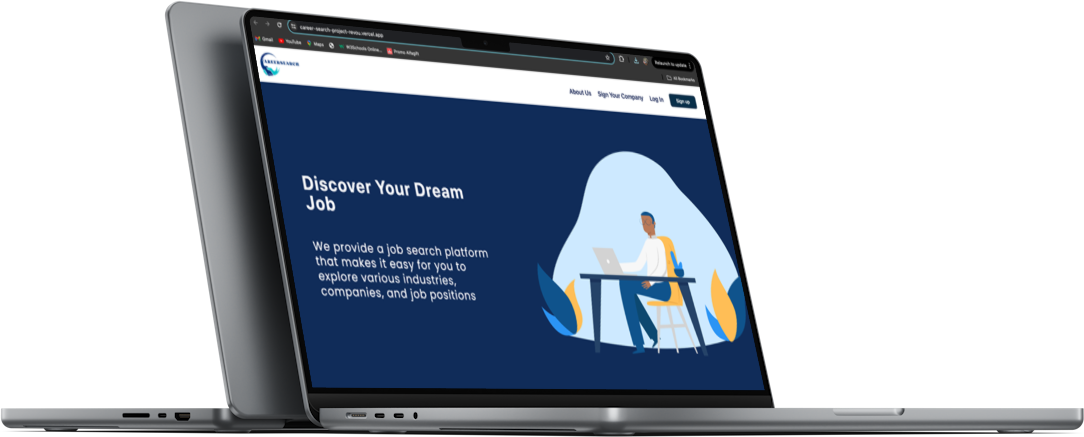 career-search-project-revou.vercel.app
Gmail YouTube Maps W3Schools Online... Promo Alfagift
Relaunch to update
All Bookmarks
CAREERSEARCH
About Us Sign Your Company Log In Sign up
Discover Your Dream
Job
We provide a job search platform
that makes it easy for you to
explore various industries,
companies, and job positions